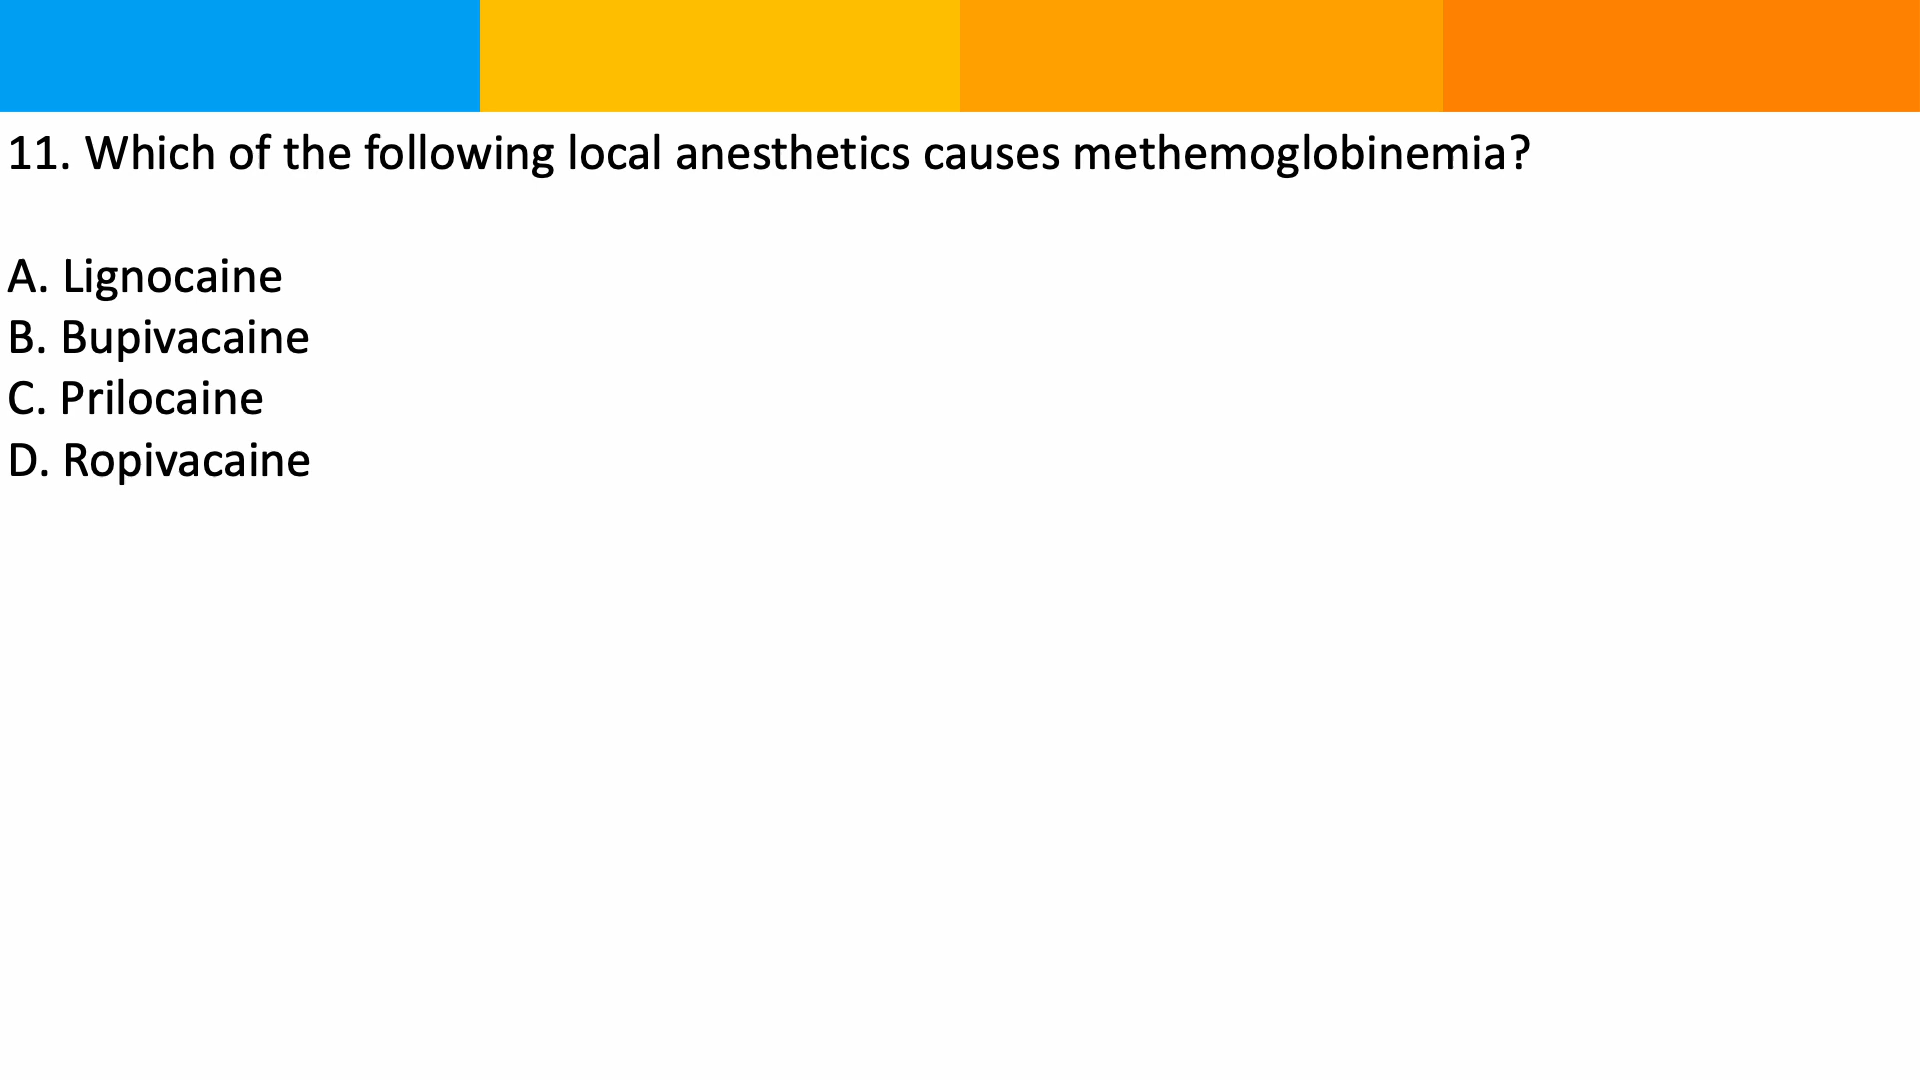 11. Which of the following local anesthetics causes methemoglobinemia?
A. Lignocaine
B. Bupivacaine
C. Prilocaine
D. Ropivacaine